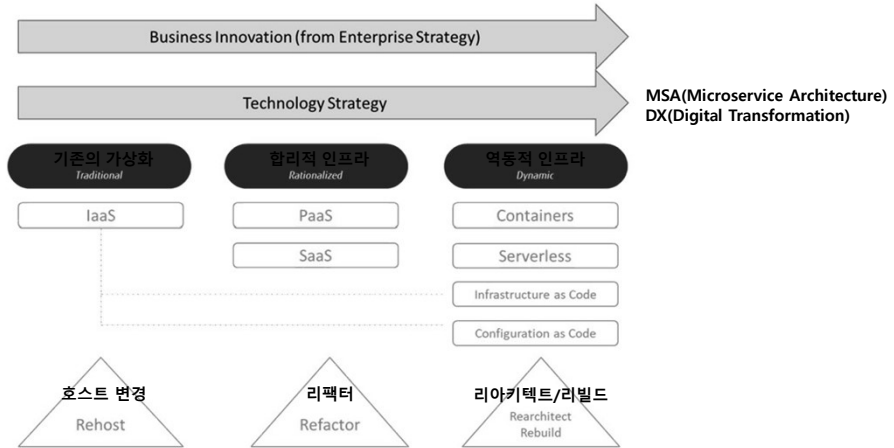 Business Innovation (from Enterprise Strategy)
Technology Strategy
MSA(Microservice Architecture)
DX(Digital Transformation)
기존의 가상화
Traditional
합리적 인프라
Rationalized
역동적 인프라
Dynamic
IaaS
PaaS
Containers
SaaS
Serverless
Infrastructure as Code
Configuration as Code
호스트 변경
Rehost
리팩터
Refactor
리아키텍트/리빌드
Rearchitect
Rebuild